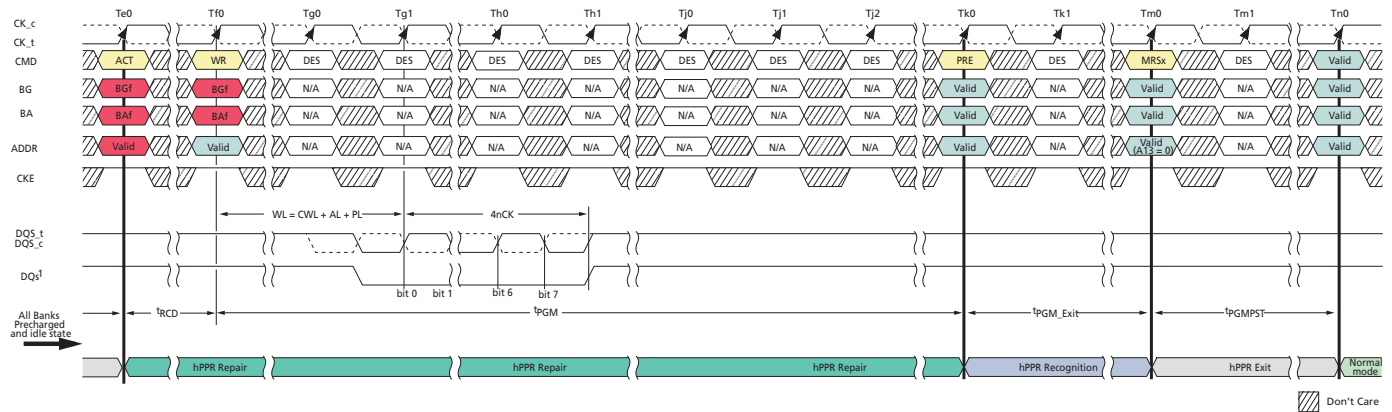 Te0 Tf0 Tg0 Tg1 Th0 Th1 Tj0 Tj1 Tj2 Tk0 Tk1 Tm0 Tm1 Tn0
CK_c
CK_t
CMD ACT WR DES DES DES DES DES DES DES PRE DES MRSx DES Valid
BG BGf BGf N/A N/A N/A N/A N/A N/A N/A Valid N/A Valid N/A Valid
BA BAf BAf N/A N/A N/A N/A N/A N/A N/A Valid N/A Valid N/A Valid
ADDR Valid Valid N/A N/A N/A N/A N/A N/A N/A Valid N/A Valid (A13 = 0) N/A Valid
CKE
WL = CWL + AL + PL 4nCK
DQS_t
DQS_c
DQs1
bit 0 bit 1 bit 6 bit 7
All Banks
Precharged
and idle state
tRCD tPGM tPGM_Exit tPGMPST
hPPR Repair hPPR Repair hPPR Repair hPPR Recognition hPPR Exit Normal
mode
Don't Care